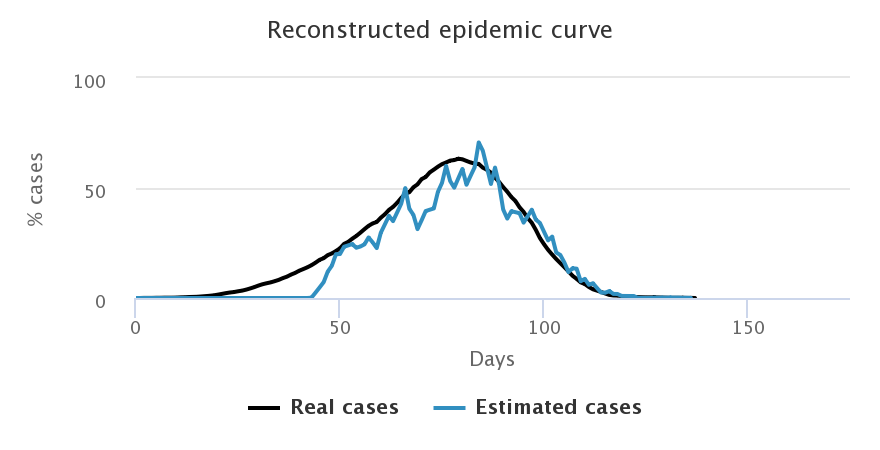 Reconstructed epidemic curve
100
50
0
% cases
0 50 100 150
Days
Real cases Estimated cases